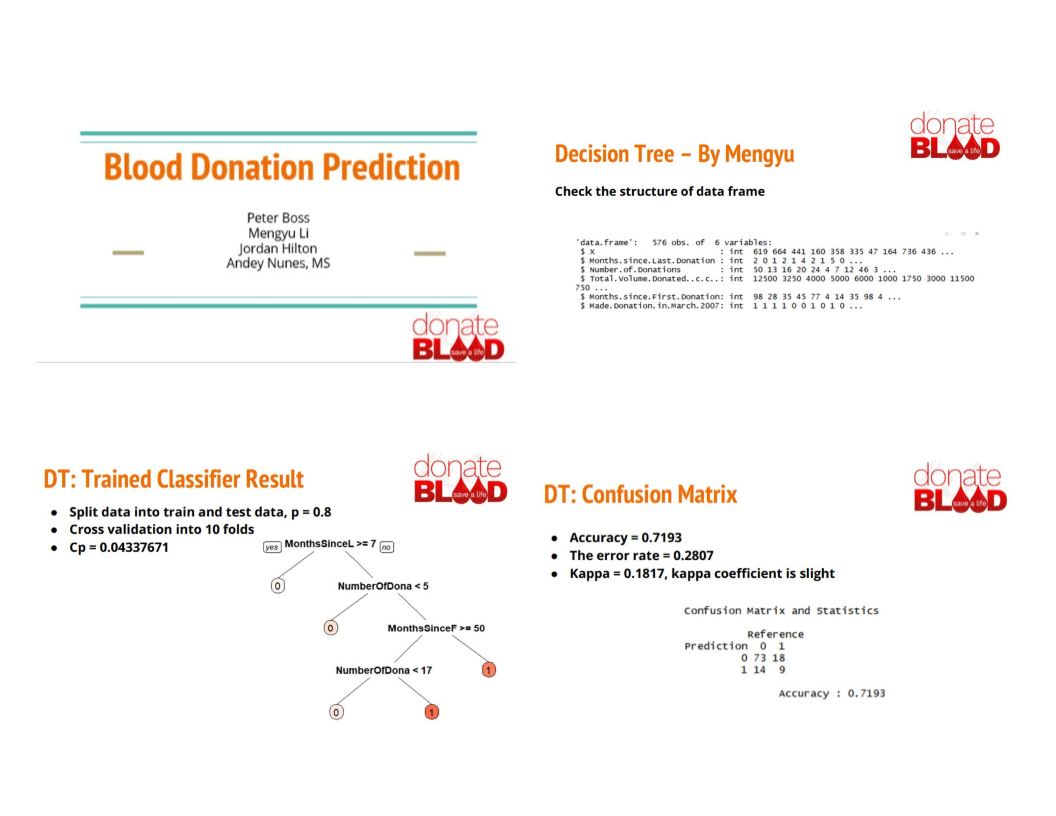 Blood Donation Prediction
Peter Boss
Mengyu Li
Jordan Hilton
Andey Nunes, MS
donate
BLOOD
save a life
donate
BLOOD
save a life
Decision Tree – By Mengyu
Check the structure of data frame
'data.frame': 576 obs. of 6 variables:
$ X : int 619 664 441 160 358 335 47 164 736 436 ...
$ Months.since.Last.Donation : int 2 0 1 2 1 4 2 1 5 0 ...
$ Number.of.Donations : int 50 13 16 20 24 4 7 12 46 3 ...
$ Total.Volume.Donated..c.c..: int 12500 3250 4000 5000 6000 1000 1750 3000 11500
750 ...
$ Months.since.First.Donation: int 98 28 35 45 77 4 14 35 98 4 ...
$ Made.Donation.in.March.2007: int 1 1 1 1 0 0 1 0 1 0 ...
DT: Trained Classifier Result
donate
BLOOD
save a life
● Split data into train and test data, p = 0.8
● Cross validation into 10 folds
● Cp = 0.04337671
yes MonthsSinceL >= 7 no
0 NumberOfDona < 5
0 MonthsSinceF >= 50
NumberOfDona < 17 1
0 1
DT: Confusion Matrix
donate
BLOOD
save a life
● Accuracy = 0.7193
● The error rate = 0.2807
● Kappa = 0.1817, kappa coefficient is slight
Confusion Matrix and Statistics
Reference
Prediction 0 1
0 73 18
1 14 9
Accuracy : 0.7193